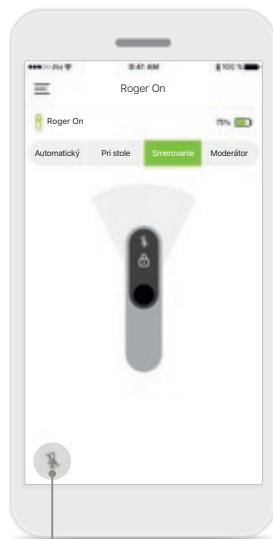 9:41 AM 100 %
Roger On
Roger On 75%
Automatický Pri stole Smerovanie Moderátor